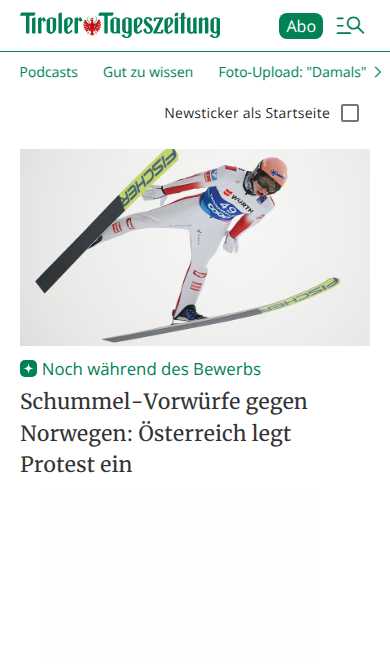 Tiroler Tageszeitung
Abo
Podcasts Gut zu wissen Foto-Upload: "Damals"
Newsticker als Startseite
FISCHER
WÜRTH
49
coop
FISCHER
Noch während des Bewerbs
Schummel-Vorwürfe gegen
Norwegen: Österreich legt
Protest ein